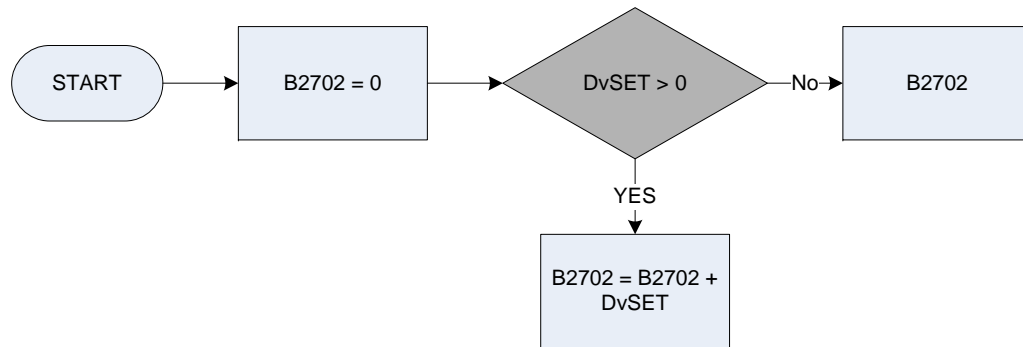 START
B2702 = 0
DvSET > 0
No
B2702
YES
B2702 = B2702 +
DvSET